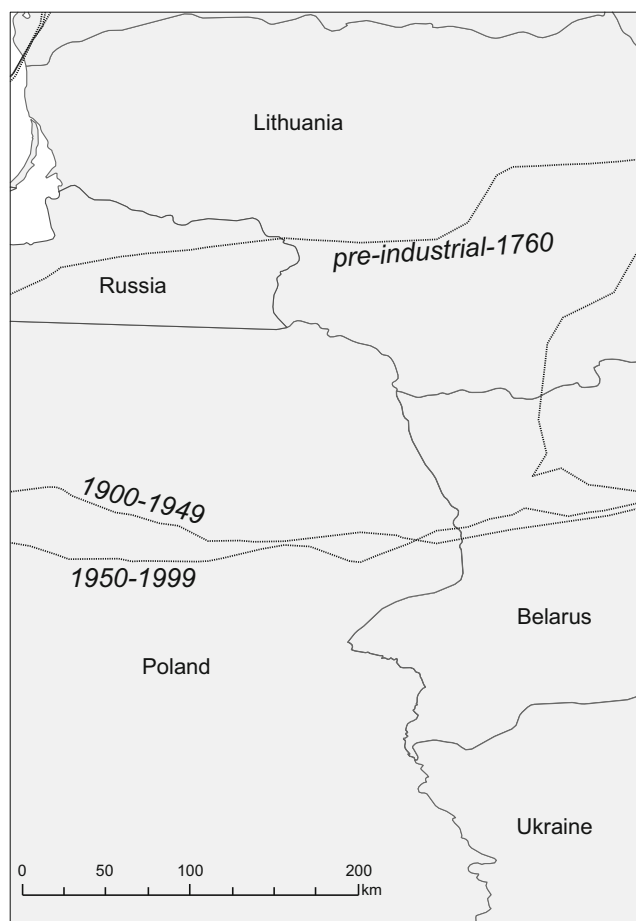 Lithuania
pre-industrial-1760
Russia
1900-1949
1950-1999
Belarus
Poland
Ukraine
0 50 100 200
km